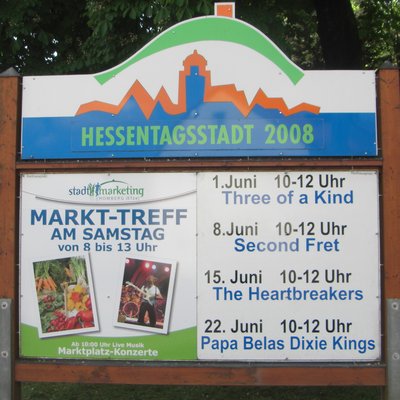 HESSENTAGSSTADT 2008
stadtmarketing
MARKT-TREFF
AM SAMSTAG
von 8 bis 13 Uhr
Ab 10:00 Uhr Live Musik
Marktplatz-Konzerte
1.Juni 10-12 Uhr
Three of a Kind
8.Juni 10-12 Uhr
Second Fret
15. Juni 10-12 Uhr
The Heartbreakers
22. Juni 10-12 Uhr
Papa Belas Dixie Kings